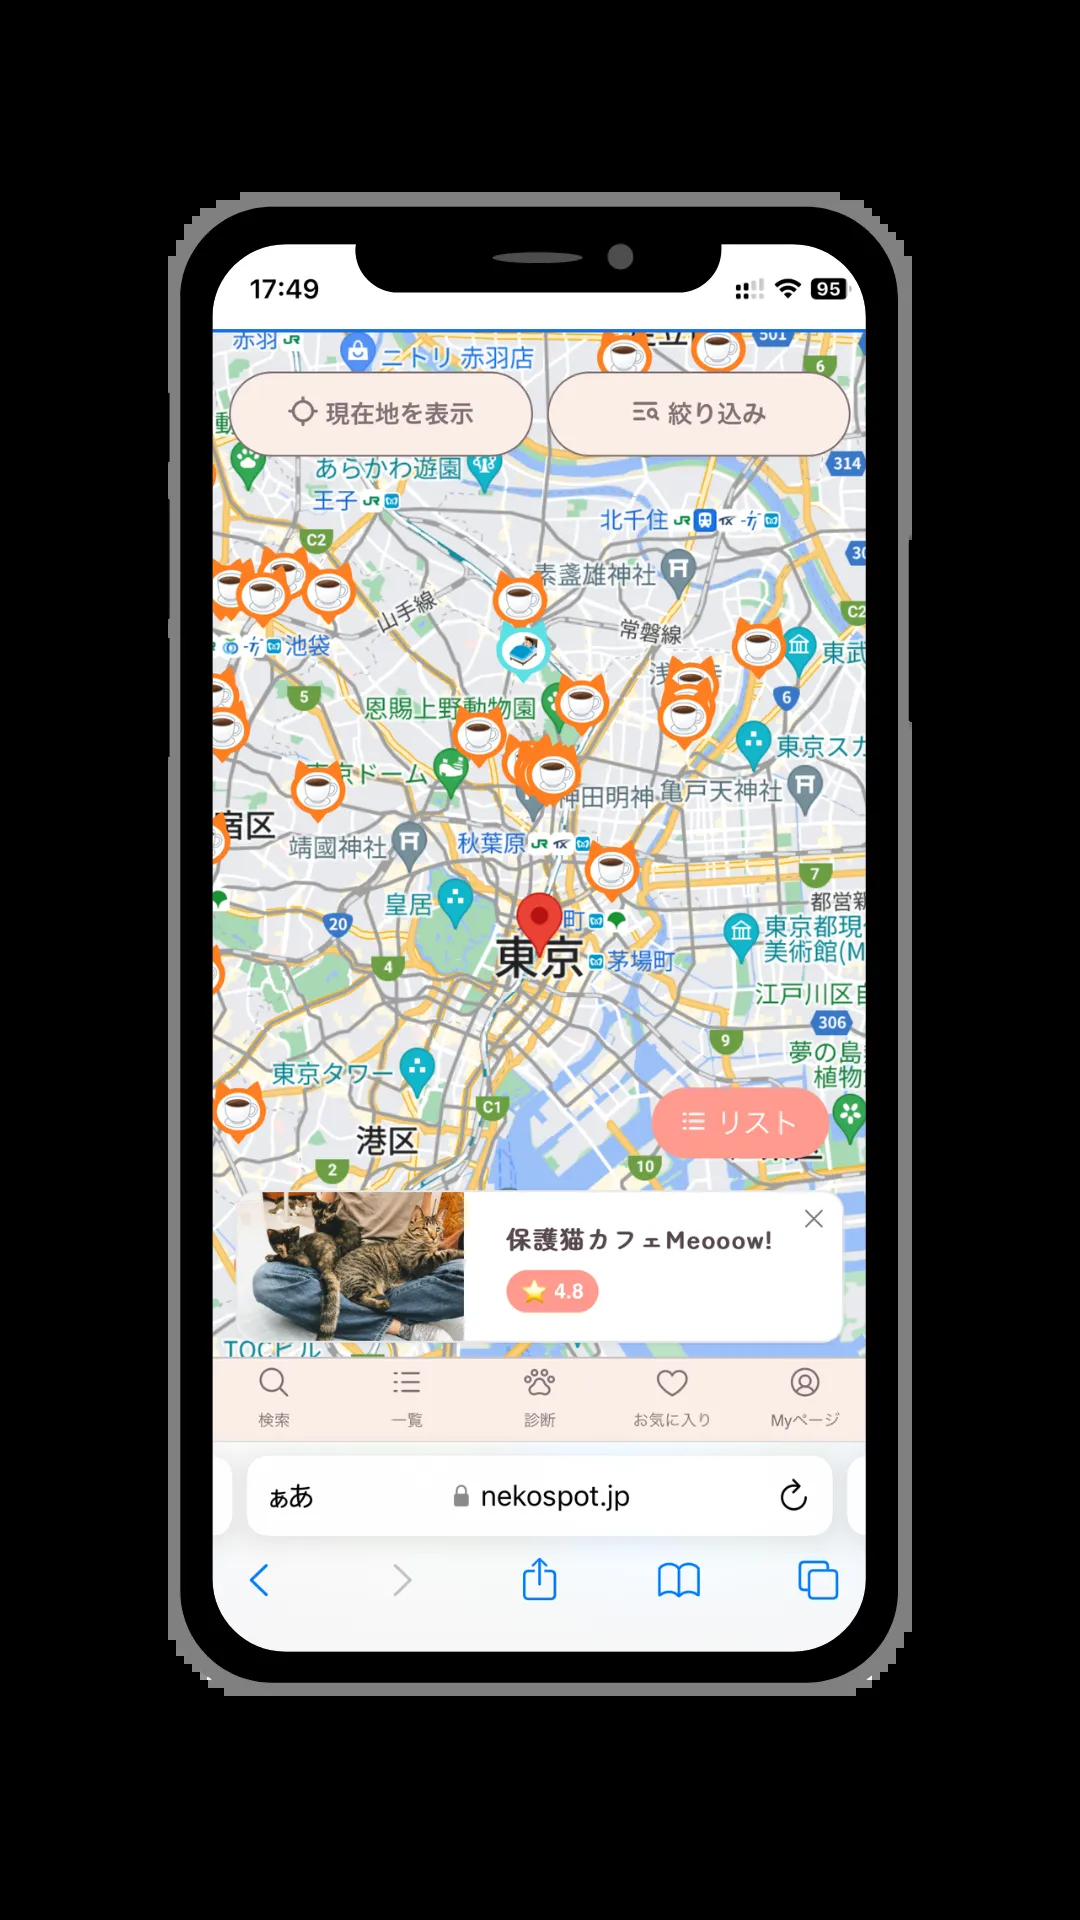 17:49
95
赤羽
ニトリ 赤羽店
501
6
現在地を表示
絞り込み
動
あらかわ遊園
314
王子
北千住
C2
素盞雄神社
山手線
常磐線
C2
池袋
東武
5
恩賜上野動物園
6
東京スカ
京ドーム
神田明神
亀戸天神社
宿区
靖國神社
秋葉原
7
都営新
皇居
町
20
東京都現代
美術館(M
東京
茅場町
4
江戸川区自
306
9
夢の島
植物
東京タワー
C1
リスト
港区
2
10
保護猫カフェMeooow!
4.8
TOCビル
検索
一覧
診断
お気に入り
Myページ
ぁあ
nekospot.jp